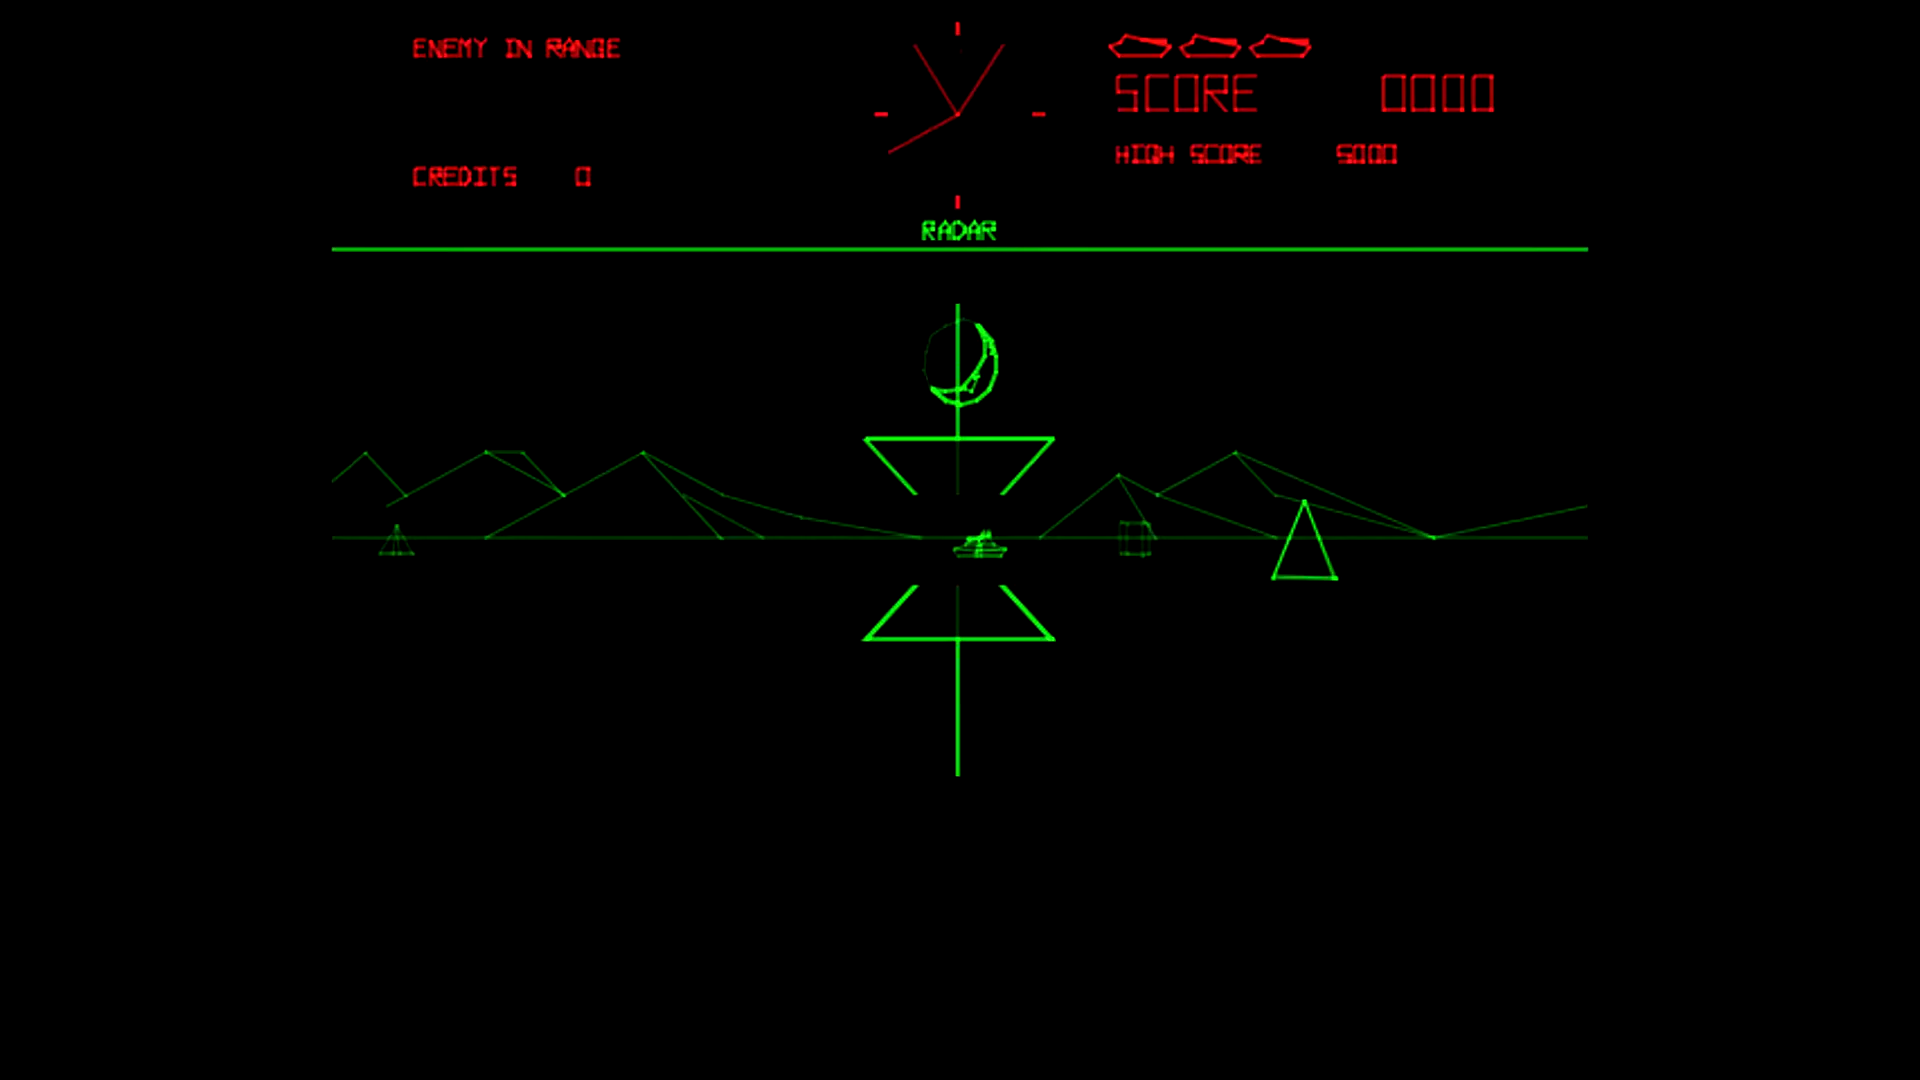 ENEMY IN RANGE
SCORE 0000
HIGH SCORE 5000
CREDITS 0
RADAR